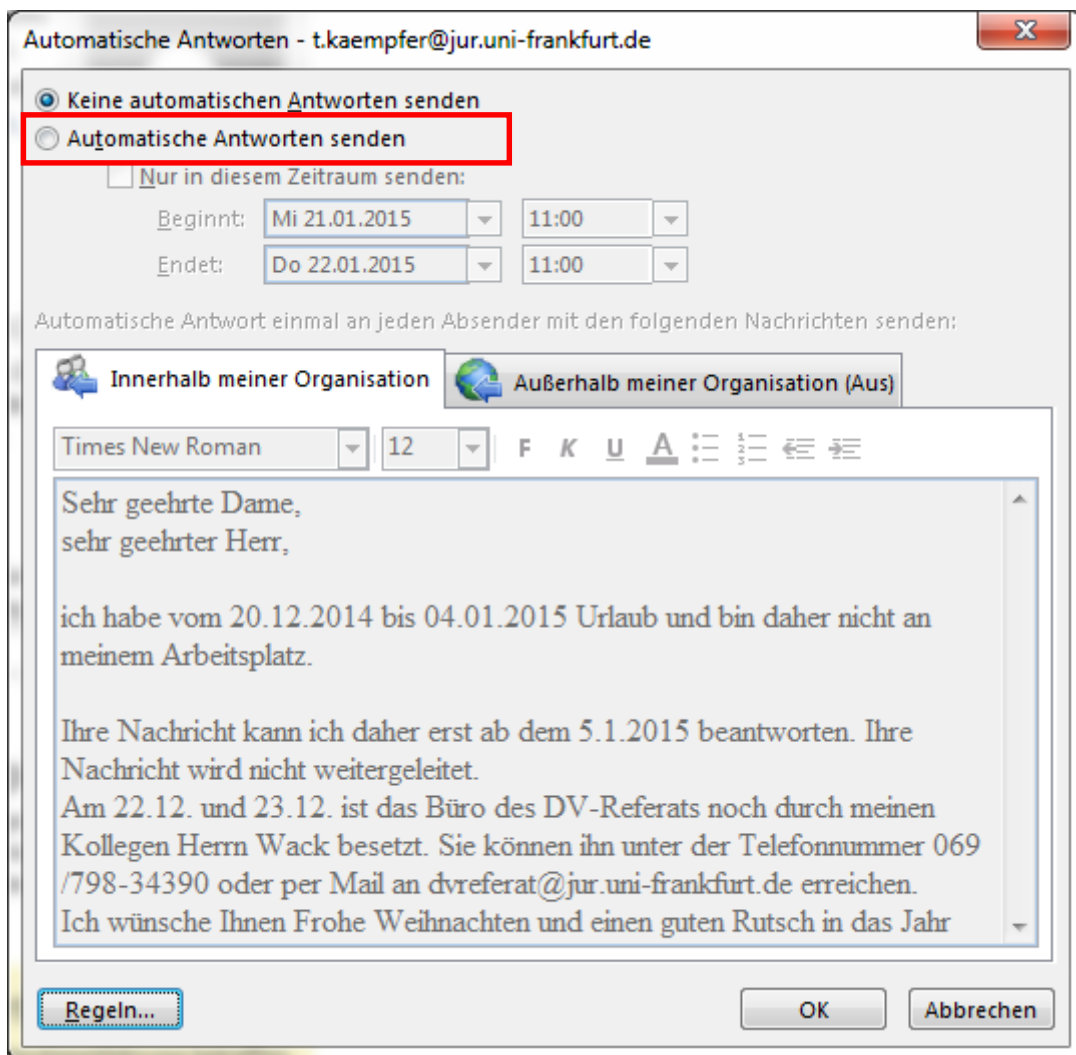 Automatische Antworten - t.kaempfer@jur.uni-frankfurt.de
Keine automatischen Antworten senden
Automatische Antworten senden
Nur in diesem Zeitraum senden:
Beginnt: Mi 21.01.2015 11:00
Endet: Do 22.01.2015 11:00
Automatische Antwort einmal an jeden Absender mit den folgenden Nachrichten senden:
Innerhalb meiner Organisation Außerhalb meiner Organisation (Aus)
Times New Roman 12 F K U A
Sehr geehrte Dame,
sehr geehrter Herr,
ich habe vom 20.12.2014 bis 04.01.2015 Urlaub und bin daher nicht an
meinem Arbeitsplatz.
Ihre Nachricht kann ich daher erst ab dem 5.1.2015 beantworten. Ihre
Nachricht wird nicht weitergeleitet.
Am 22.12. und 23.12. ist das Büro des DV-Referats noch durch meinen
Kollegen Herrn Wack besetzt. Sie können ihn unter der Telefonnummer 069
/798-34390 oder per Mail an dvreferat@jur.uni-frankfurt.de erreichen.
Ich wünsche Ihnen Frohe Weihnachten und einen guten Rutsch in das Jahr
Regeln... OK Abbrechen